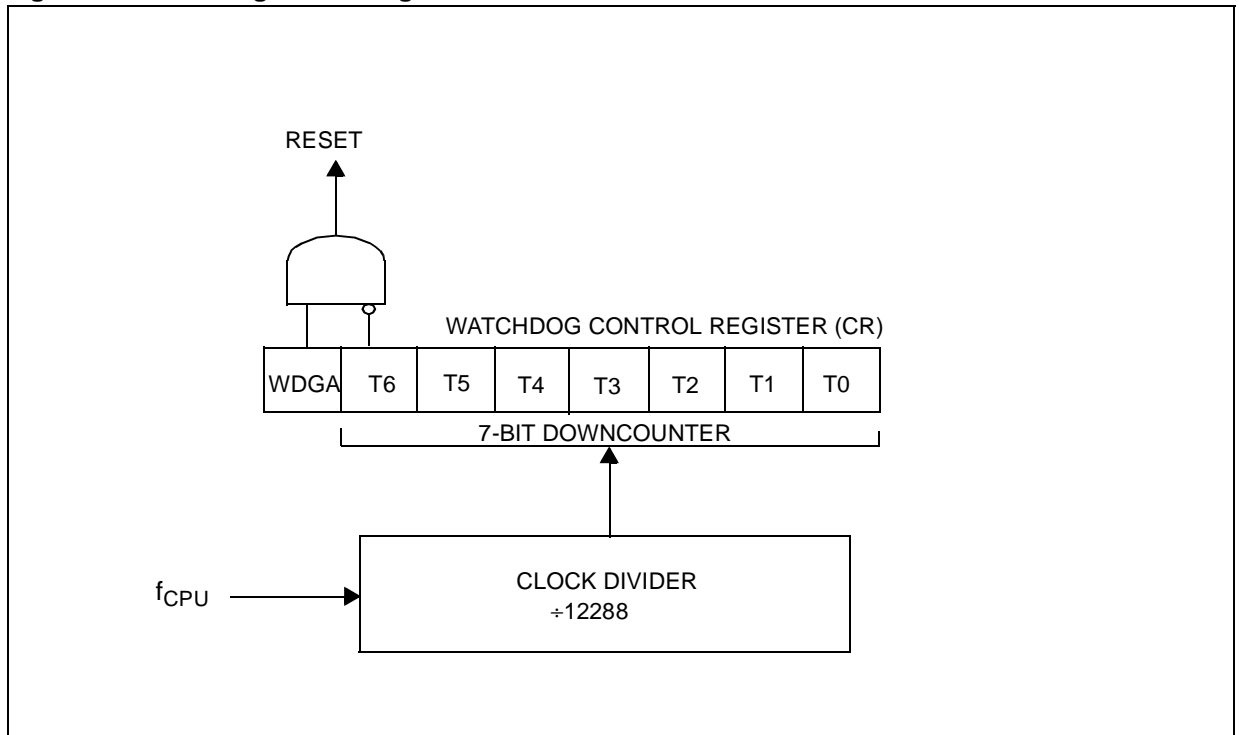 RESET
WATCHDOG CONTROL REGISTER (CR)
WDGA T6 T5 T4 T3 T2 T1 T0
7-BIT DOWNCOUNTER
fCPU
CLOCK DIVIDER
÷12288